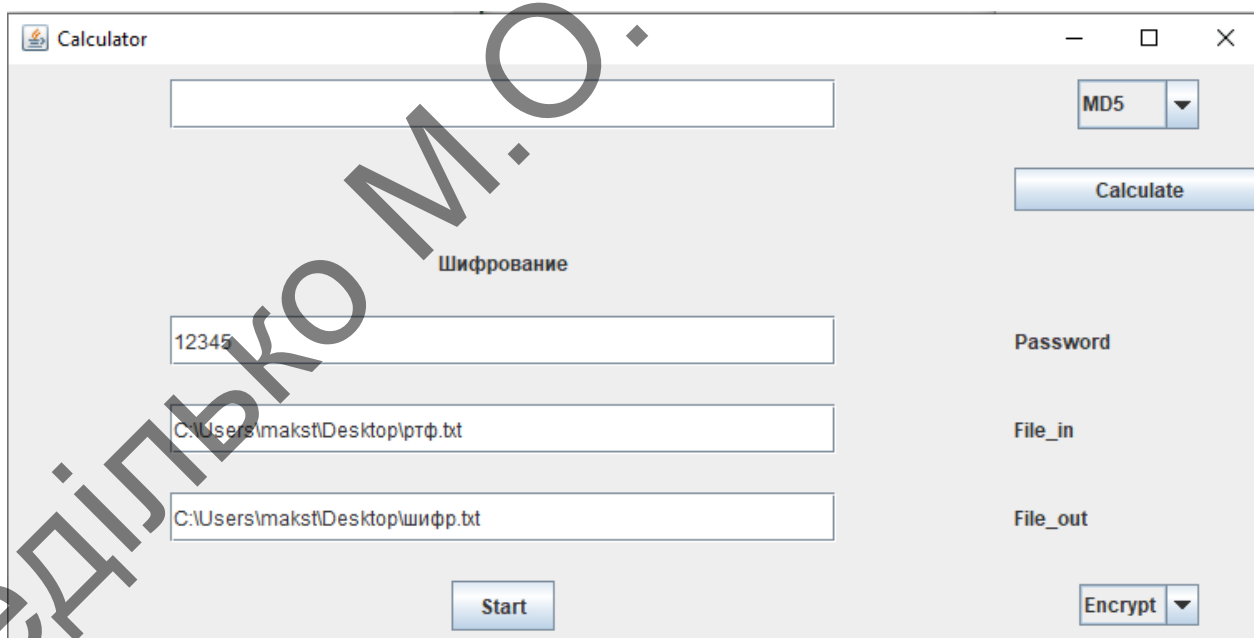 Calculator
MD5
Calculate
Шифрование
12345 Password
C:\Users\makst\Desktop\ртф.txt File_in
C:\Users\makst\Desktop\шифр.txt File_out
Start Encrypt
еділько М.О.